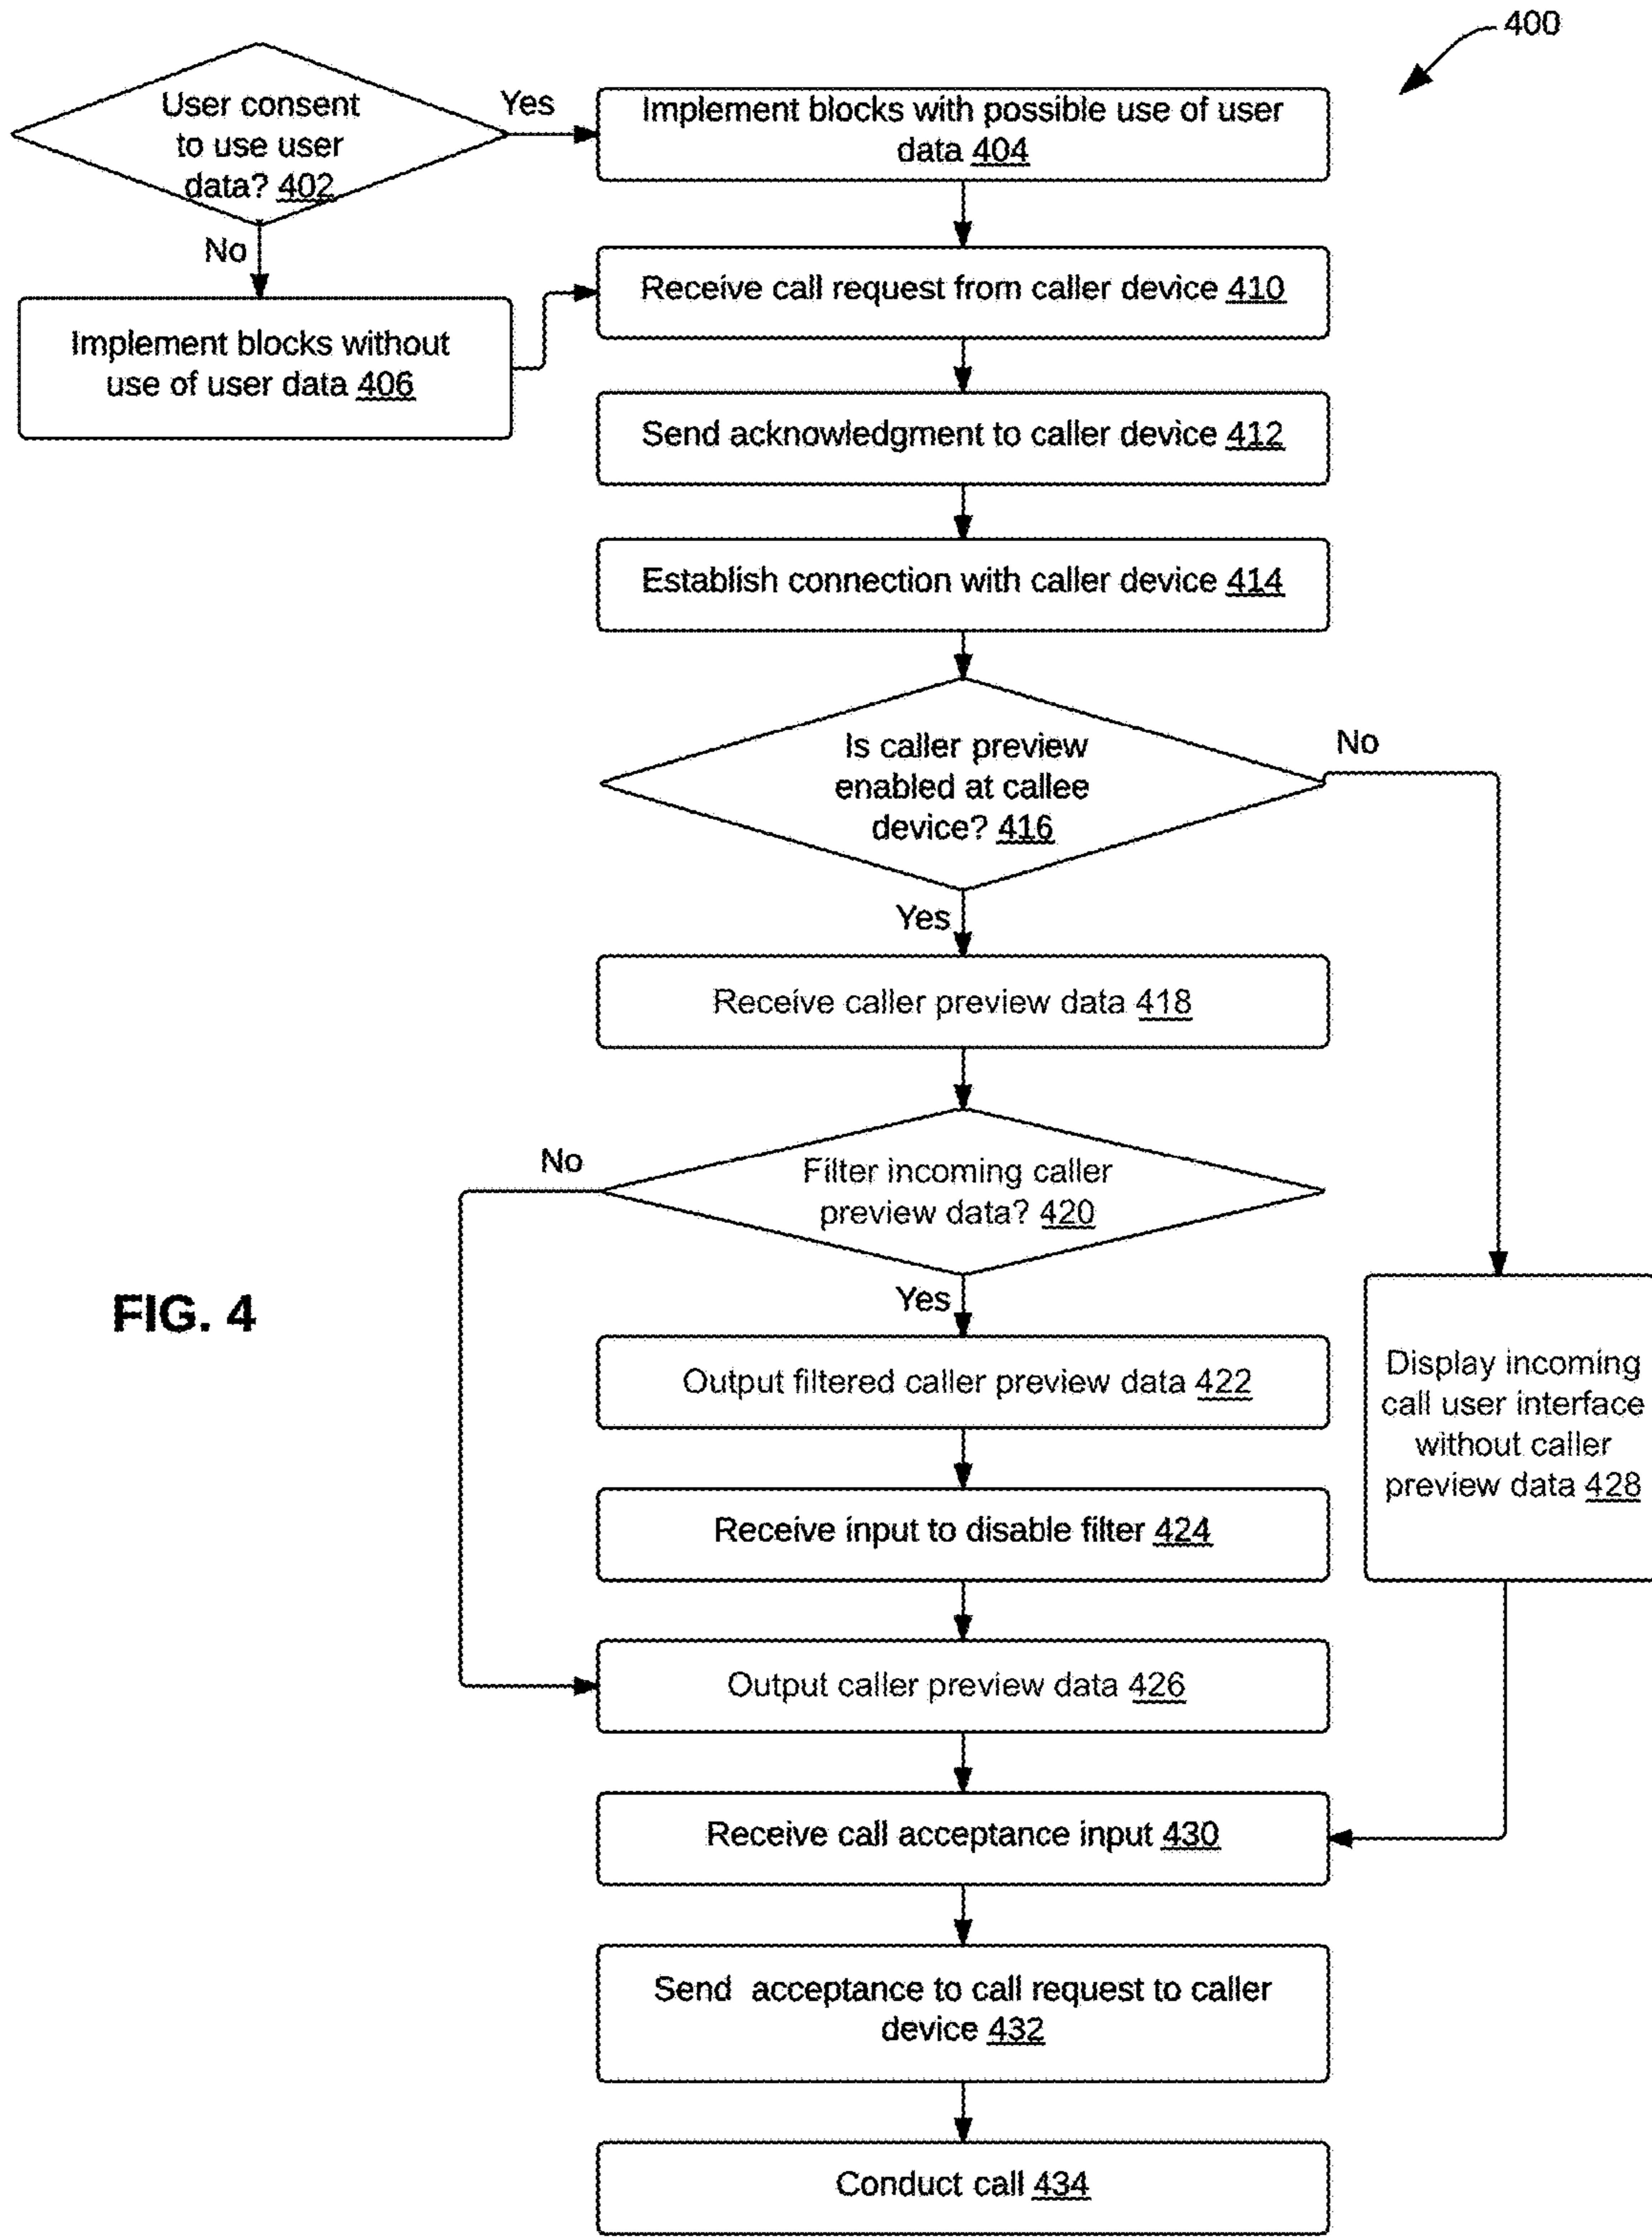 400
User consent
to use user
data? 402
Yes
Implement blocks with possible use of user
data 404
No
Receive call request from caller device 410
Implement blocks without
use of user data 406
Send acknowledgment to caller device 412
Establish connection with caller device 414
Is caller preview
enabled at callee
device? 416
No
Yes
Receive caller preview data 418
No
Filter incoming caller
preview data? 420
Yes
FIG. 4
Output filtered caller preview data 422
Display incoming
call user interface
without caller
preview data 428
Receive input to disable filter 424
Output caller preview data 426
Receive call acceptance input 430
Send  acceptance to call request to caller
device 432
Conduct call 434